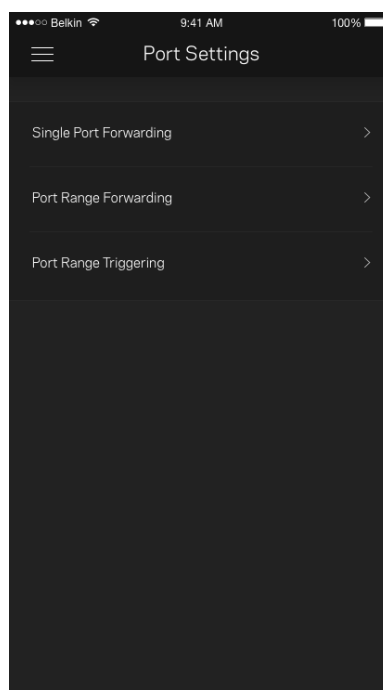 Belkin 9:41 AM 100%
Port Settings
Single Port Forwarding
Port Range Forwarding
Port Range Triggering